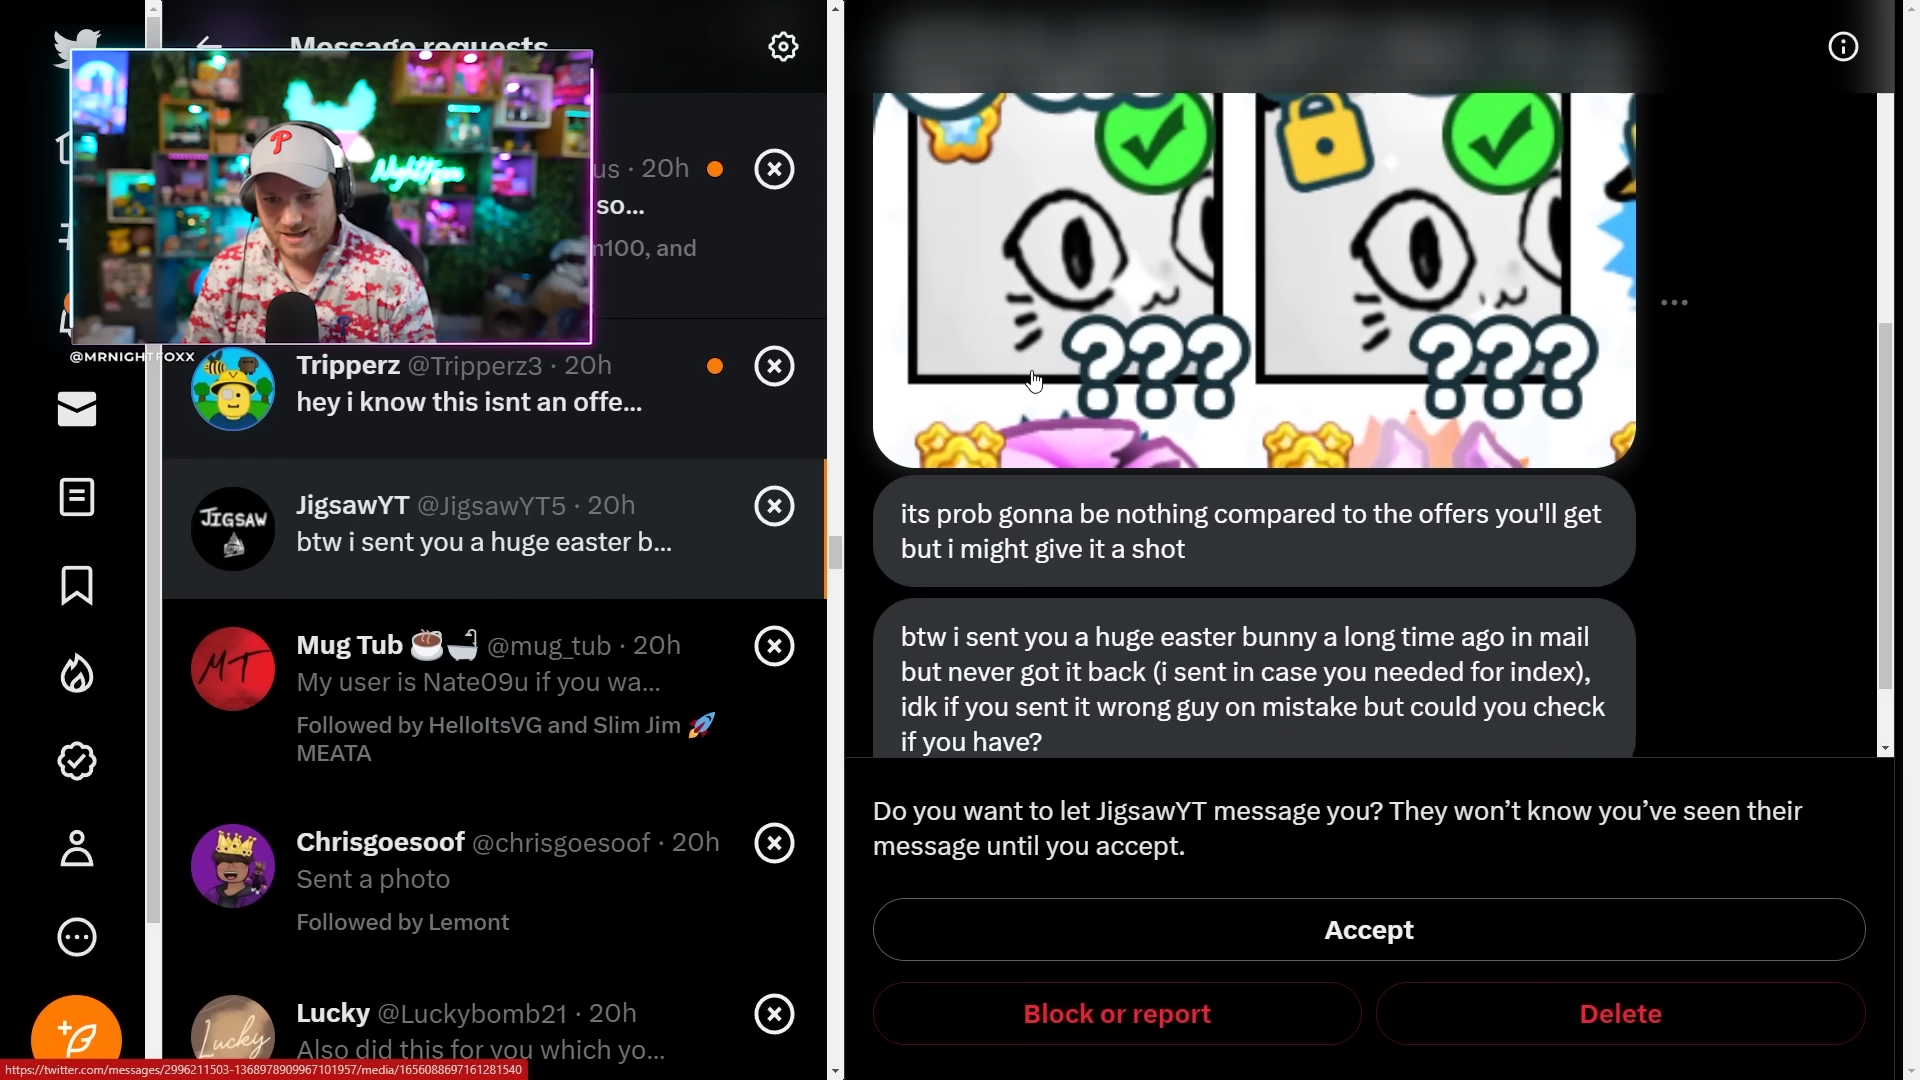 Message requests
us · 20h
so...
m100, and
P
NightFoxx
@MRNIGHTFOXX
Tripperz @Tripperz3 · 20h
hey i know this isnt an offe...
JIGSAW
JigsawYT @JigsawYT5 · 20h
btw i sent you a huge easter b...
MT
Mug Tub ☕🛁 @mug_tub · 20h
My user is Nate09u if you wa...
Followed by HelloItsVG and Slim Jim 🚀
MEATA
Chrisgoesoof @chrisgoesoof · 20h
Sent a photo
Followed by Lemont
Lucky
Lucky @Luckybomb21 · 20h
Also did this for you which yo...
https://twitter.com/messages/2996211503-1368978909967101957/media/1656088697161281540
??? ???
its prob gonna be nothing compared to the offers you'll get
but i might give it a shot
btw i sent you a huge easter bunny a long time ago in mail
but never got it back (i sent in case you needed for index),
idk if you sent it wrong guy on mistake but could you check
if you have?
Do you want to let JigsawYT message you? They won’t know you’ve seen their
message until you accept.
Accept
Block or report
Delete